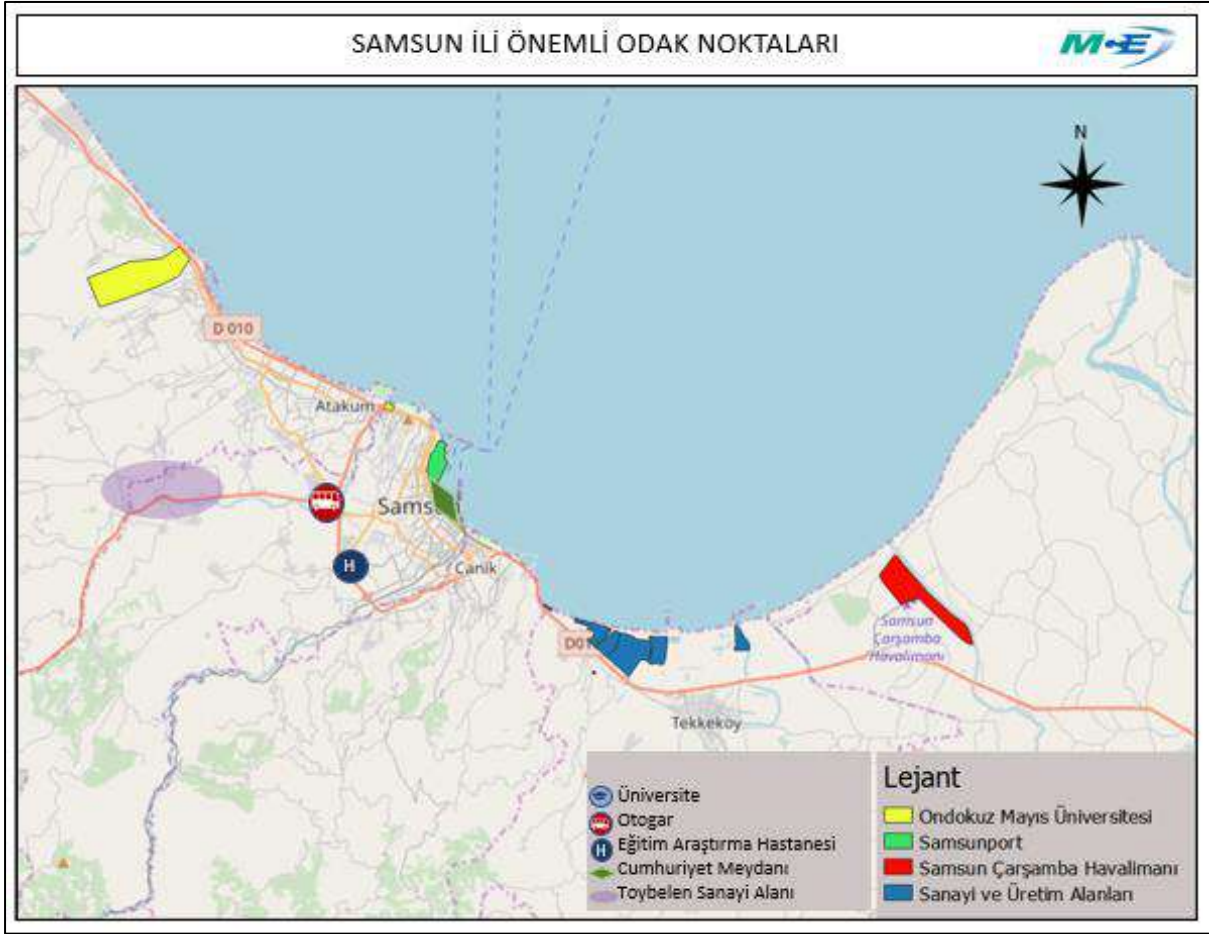 SAMSUN İLİ ÖNEMLİ ODAK NOKTALARI
M E
N
D 010
Atakum
Samsun
Canik
D01
Samsun
Çarşamba
Havalimanı
Tekkeköy
Üniversite
Otogar
H Eğitim Araştırma Hastanesi
Cumhuriyet Meydanı
Toybelen Sanayi Alanı
H
Lejant
Ondokuz Mayıs Üniversitesi
Samsunport
Samsun Çarşamba Havalimanı
Sanayi ve Üretim Alanları